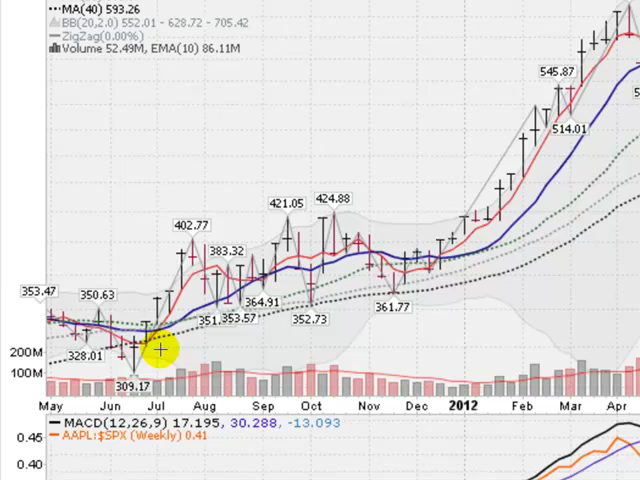 MA(40) 593.26
BB(20,2.0) 552.01 - 628.72 - 705.42
ZigZag(0.00%)
Volume 52.49M, EMA(10) 86.11M
545.87
514.01
424.88
421.05
402.77
383.32
364.91
361.77
353.47
350.63
351.
353.57
352.73
328.01
309.17
200M
100M
May Jun Jul Aug Sep Oct Nov Dec 2012 Feb Mar Apr
MACD(12,26,9) 17.195, 30.288, -13.093
AAPL:$SPX (Weekly) 0.41
0.45
0.40